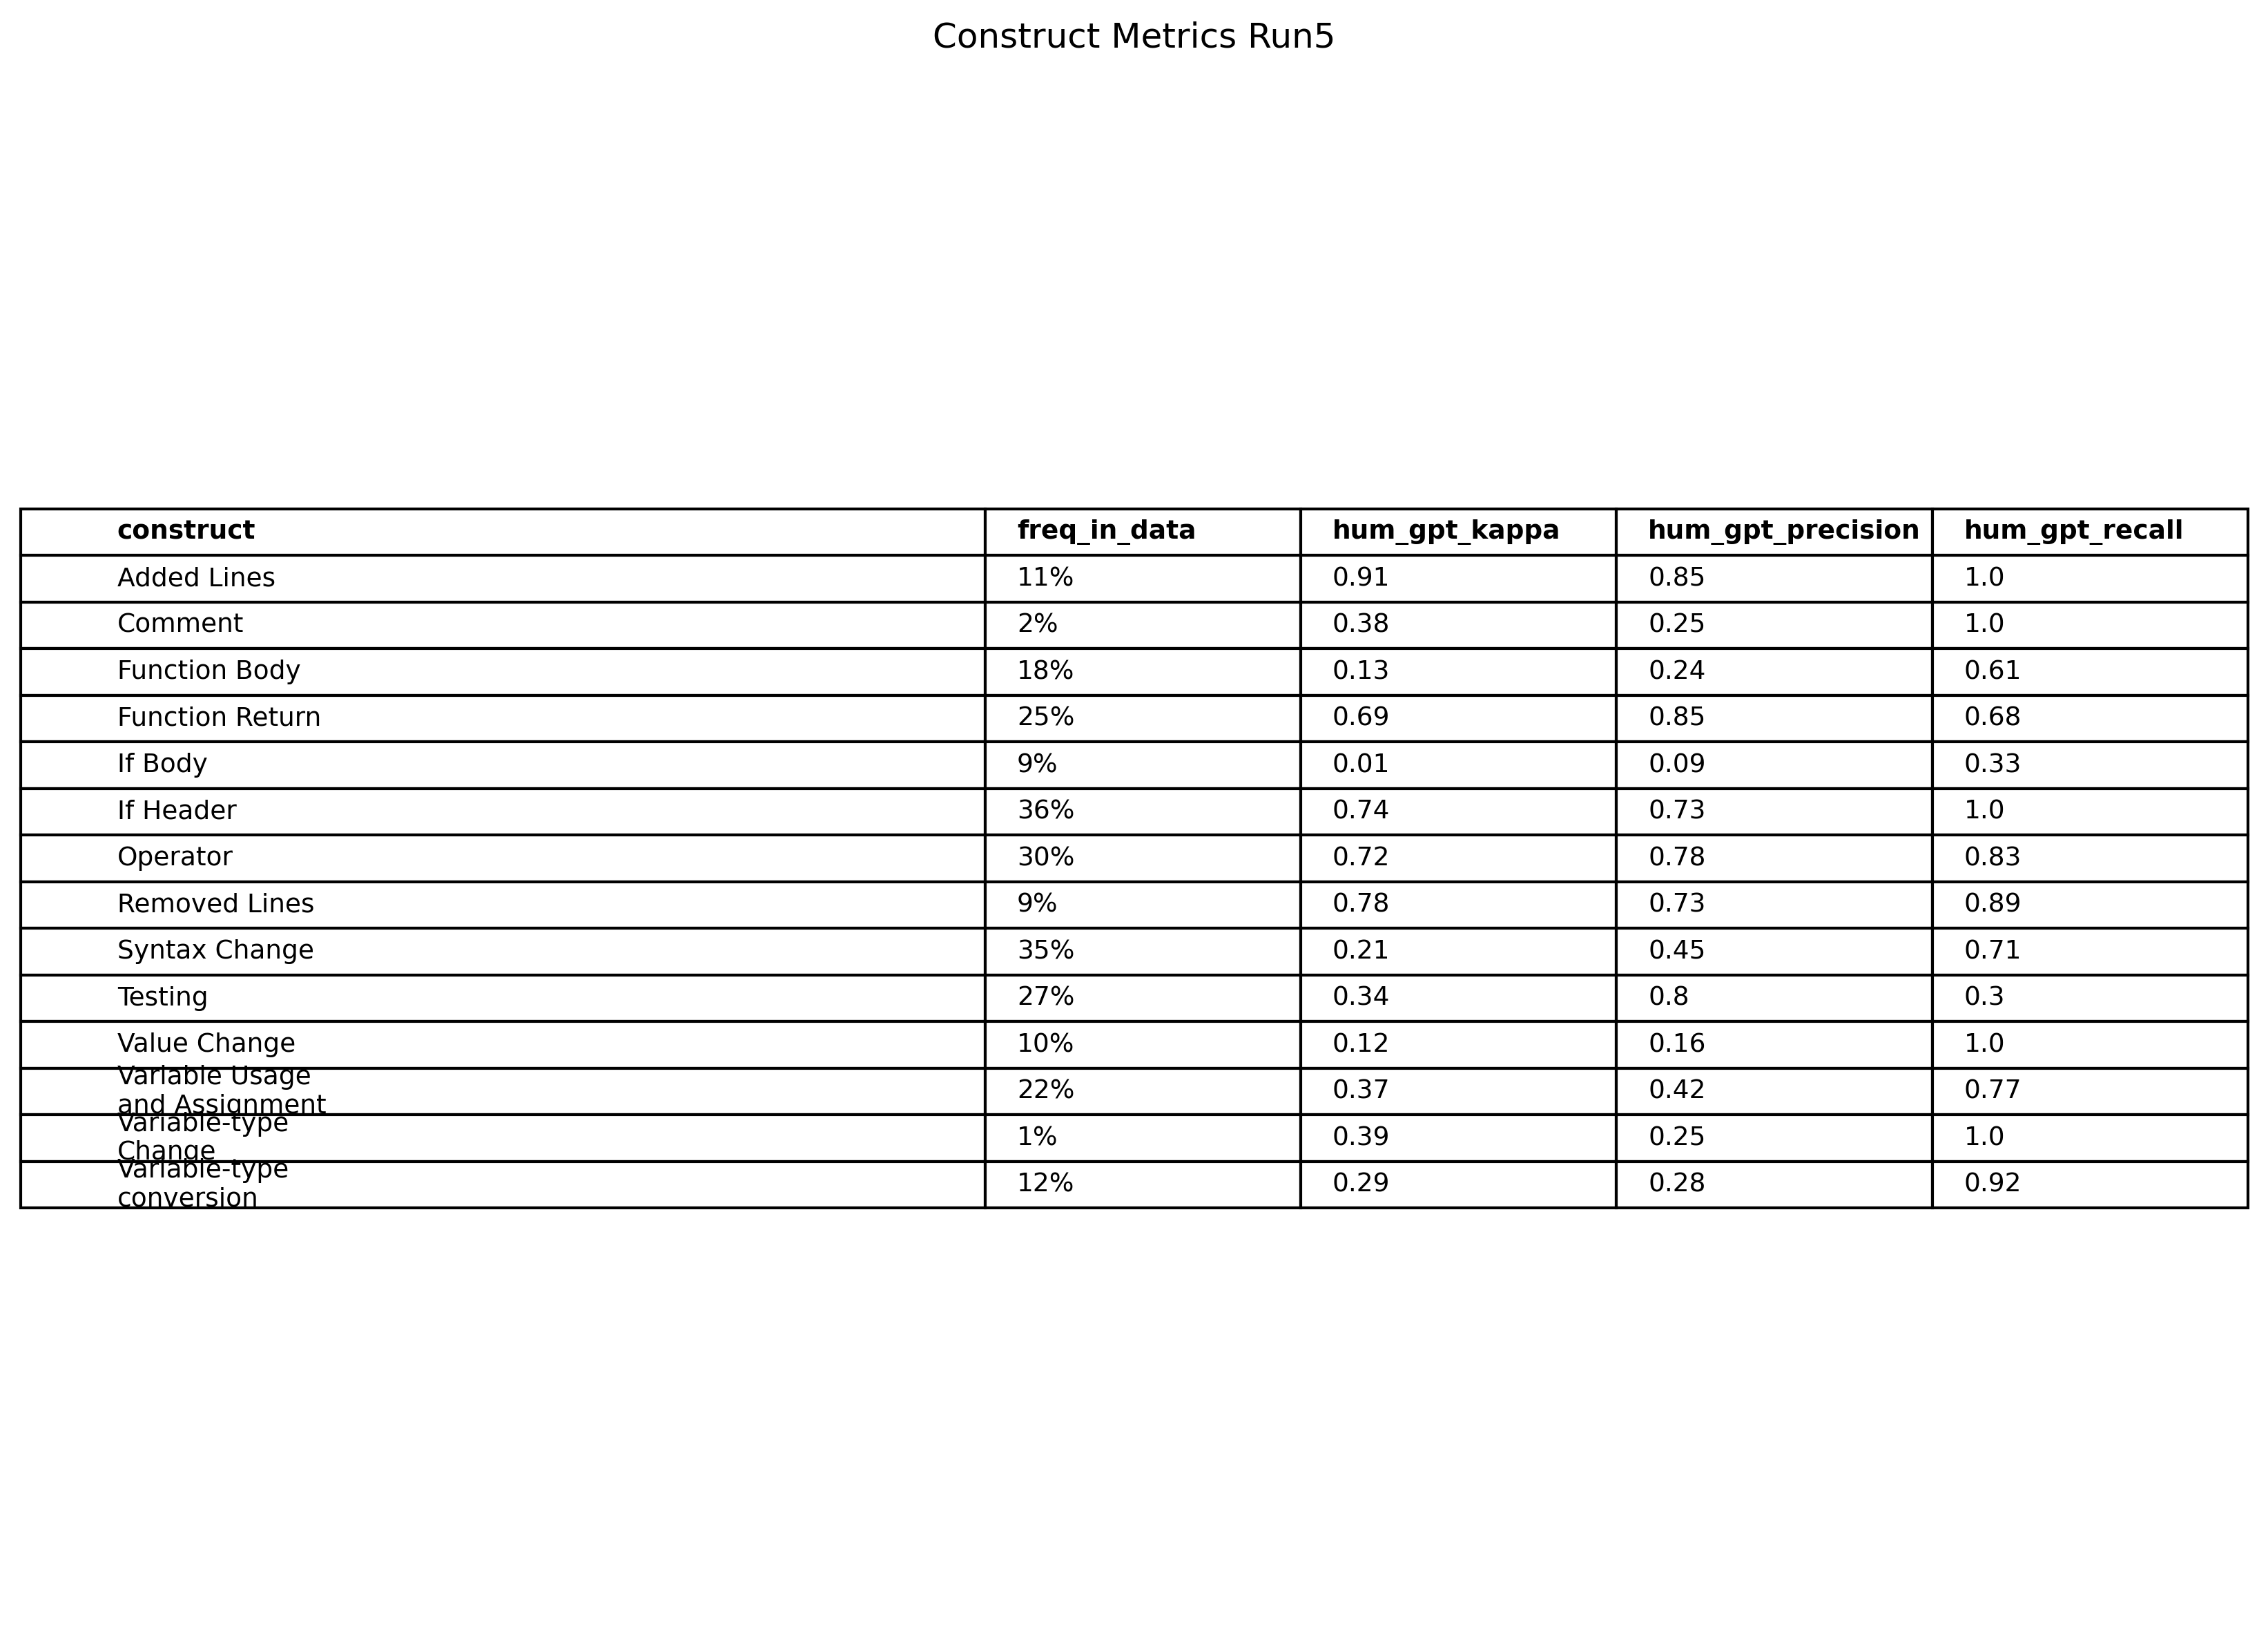 Construct Metrics Run5
construct freq_in_data hum_gpt_kappa hum_gpt_precision hum_gpt_recall
Added Lines 11% 0.91 0.85 1.0
Comment 2% 0.38 0.25 1.0
Function Body 18% 0.13 0.24 0.61
Function Return 25% 0.69 0.85 0.68
If Body 9% 0.01 0.09 0.33
If Header 36% 0.74 0.73 1.0
Operator 30% 0.72 0.78 0.83
Removed Lines 9% 0.78 0.73 0.89
Syntax Change 35% 0.21 0.45 0.71
Testing 27% 0.34 0.8 0.3
Value Change 10% 0.12 0.16 1.0
Variable Usage
and Assignment 22% 0.37 0.42 0.77
Variable-type
Change 1% 0.39 0.25 1.0
Variable-type
conversion 12% 0.29 0.28 0.92